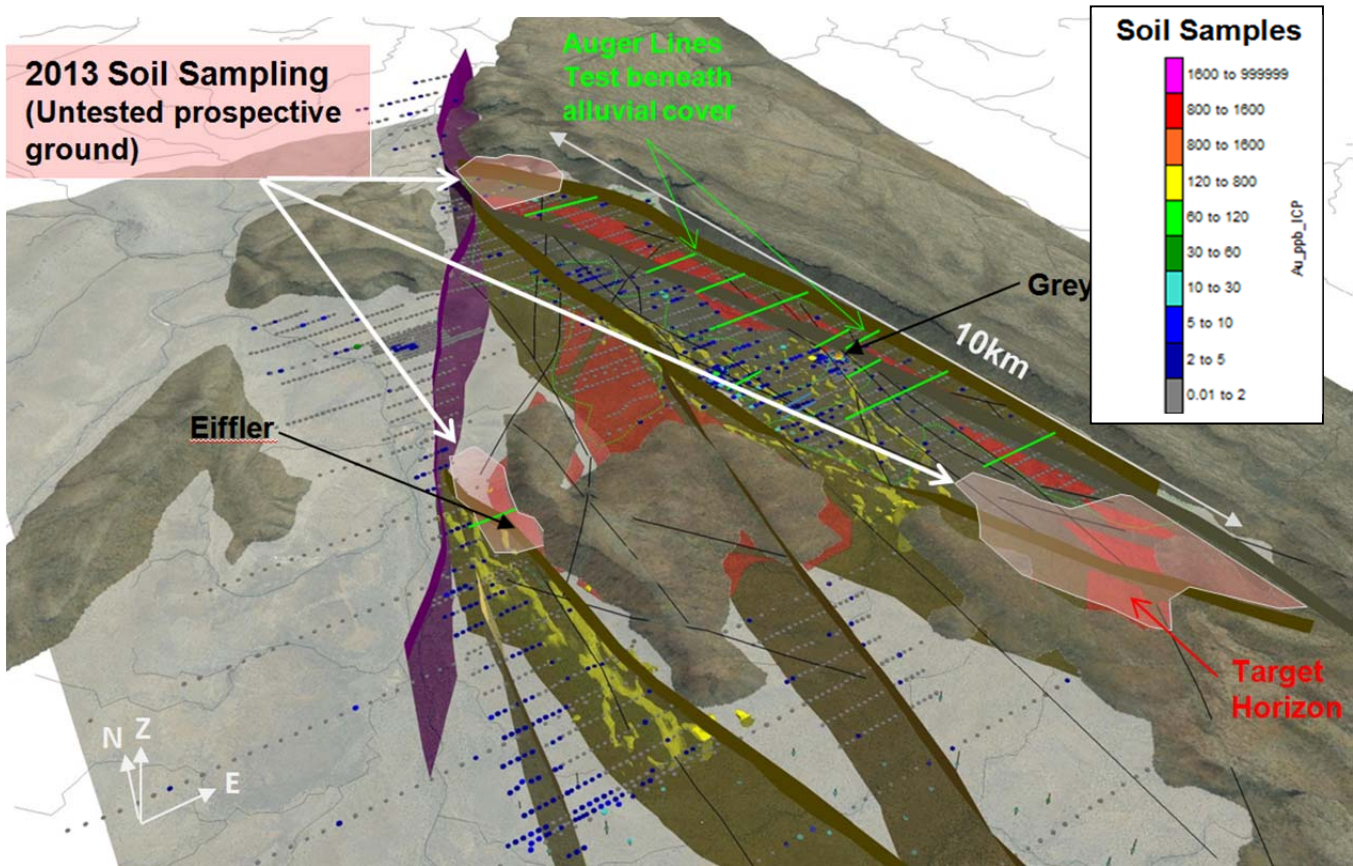 2013 Soil Sampling
(Untested prospective
ground)
Auger Lines
Test beneath
alluvial cover
Soil Samples
1600 to 999999
800 to 1600
800 to 1600
120 to 800
60 to 120
30 to 60
10 to 30
5 to 10
2 to 5
0.01 to 2
Au_ppb_ICP
Grey
10km
Eiffler
Target
Horizon
N
Z
E